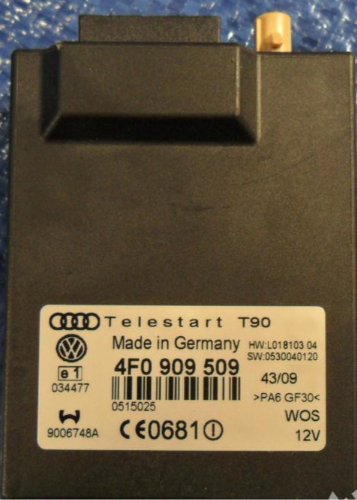 Telestart T90
Made in Germany HW:L018103 04
SW:0530040120
4F0 909 509
e1 43/09
034477 >PA6 GF30<
0515025
WOS
9006748A CE0681! 12V